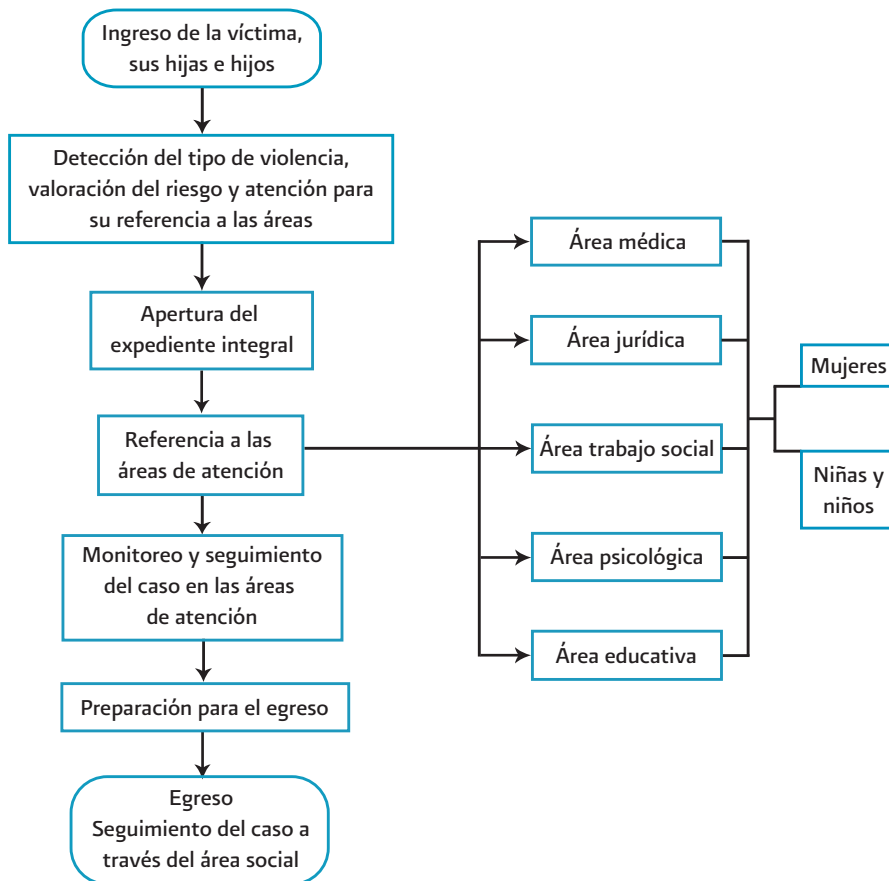 Ingreso de la víctima,
sus hijas e hijos
Detección del tipo de violencia,
valoración del riesgo y atención para
su referencia a las áreas
Apertura del
expediente integral
Referencia a las
áreas de atención
Monitoreo y seguimiento
del caso en las áreas
de atención
Preparación para el egreso
Egreso
Seguimiento del caso a
través del área social
Área médica
Área jurídica
Área trabajo social
Área psicológica
Área educativa
Mujeres
Niñas y
niños